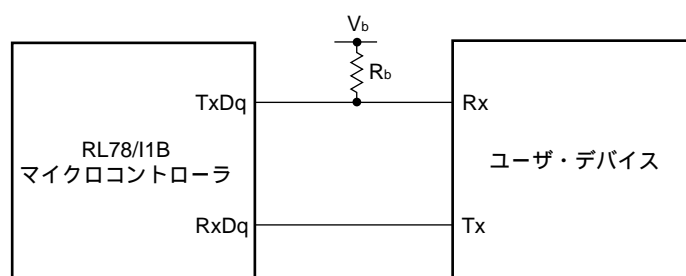 Vb
Rb
TxDq
Rx
RL78/I1B
マイクロコントローラ
ユーザ・デバイス
RxDq
Tx